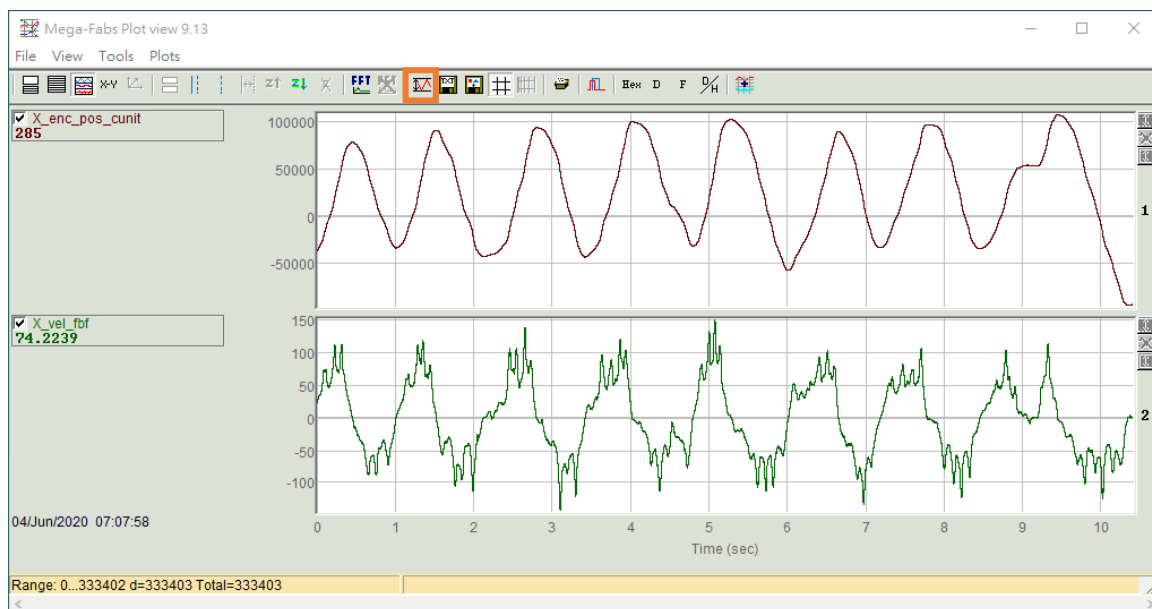 Mega-Fabs Plot view 9.13
File View Tools Plots
X-Y Z↑ Z↓ FFT TXT Hex D F D/H
X_enc_pos_cunit
285
100000
50000
0
-50000
1
X_vel_fbf
74.2239
150
100
50
0
-50
-100
2
04/Jun/2020 07:07:58
0 1 2 3 4 5 6 7 8 9 10
Time (sec)
Range: 0...333402 d=333403 Total=333403